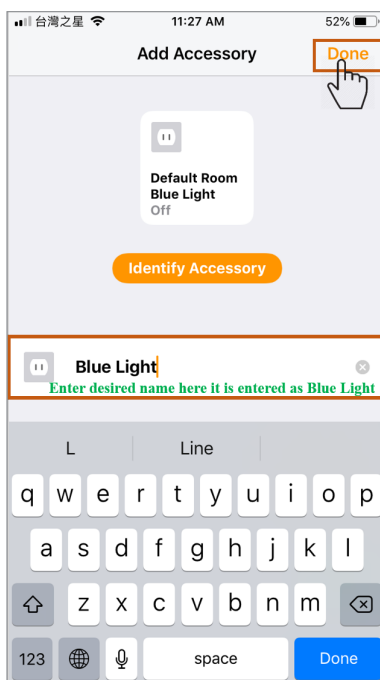 台灣之星 11:27 AM 52%
Add Accessory Done
Default Room
Blue Light
Off
Identify Accessory
Blue Light
Enter desired name here it is entered as Blue Light
L Line
q w e r t y u i o p
a s d f g h j k l
z x c v b n m
123 space Done